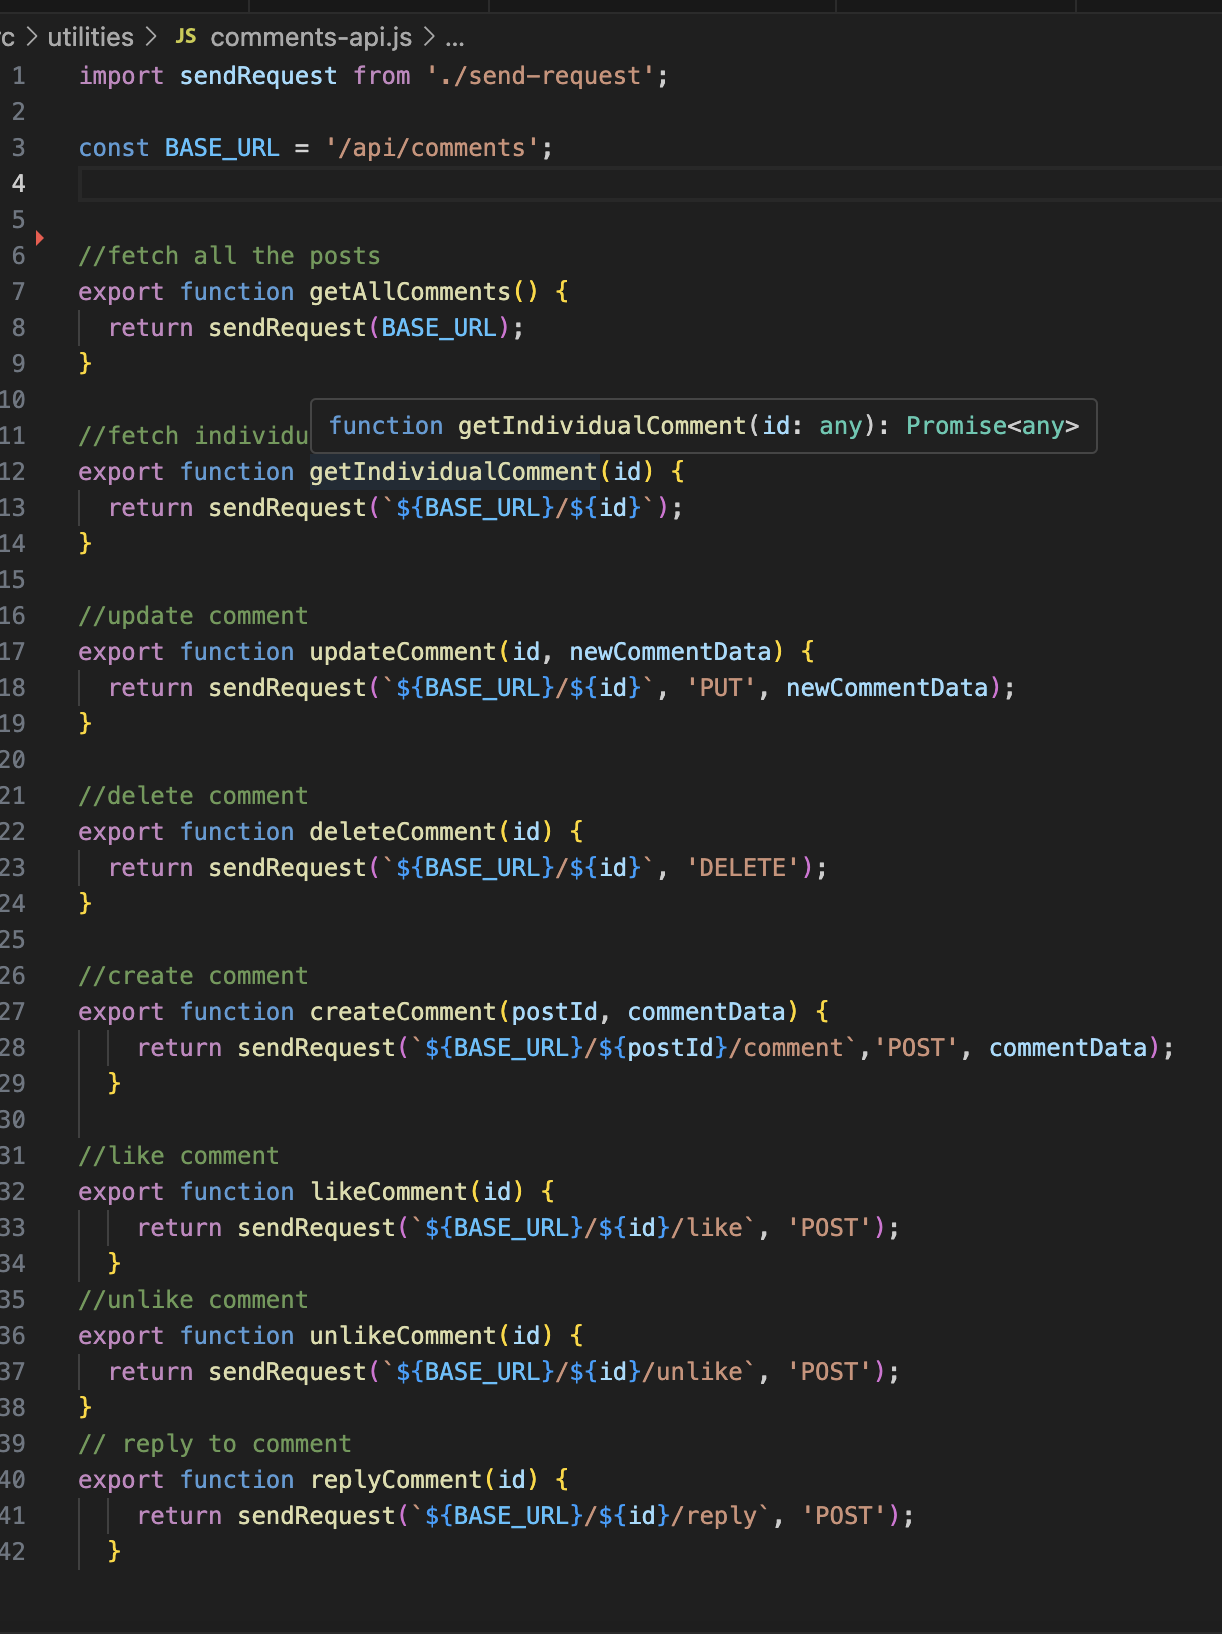 rc > utilities > JS comments-api.js > ...
1 import sendRequest from './send-request';
2
3 const BASE_URL = '/api/comments';
4
5
6 //fetch all the posts
7 export function getAllComments() {
8 return sendRequest(BASE_URL);
9 }
10
function getIndividualComment(id: any): Promise<any>
11 //fetch individu
12 export function getIndividualComment(id) {
13 return sendRequest(`${BASE_URL}/${id}`);
14 }
15
16 //update comment
17 export function updateComment(id, newCommentData) {
18 return sendRequest(`${BASE_URL}/${id}`, 'PUT', newCommentData);
19 }
20
21 //delete comment
22 export function deleteComment(id) {
23 return sendRequest(`${BASE_URL}/${id}`, 'DELETE');
24 }
25
26 //create comment
27 export function createComment(postId, commentData) {
28 return sendRequest(`${BASE_URL}/${postId}/comment`,'POST', commentData);
29 }
30
31 //like comment
32 export function likeComment(id) {
33 return sendRequest(`${BASE_URL}/${id}/like`, 'POST');
34 }
35 //unlike comment
36 export function unlikeComment(id) {
37 return sendRequest(`${BASE_URL}/${id}/unlike`, 'POST');
38 }
39 // reply to comment
40 export function replyComment(id) {
41 return sendRequest(`${BASE_URL}/${id}/reply`, 'POST');
42 }